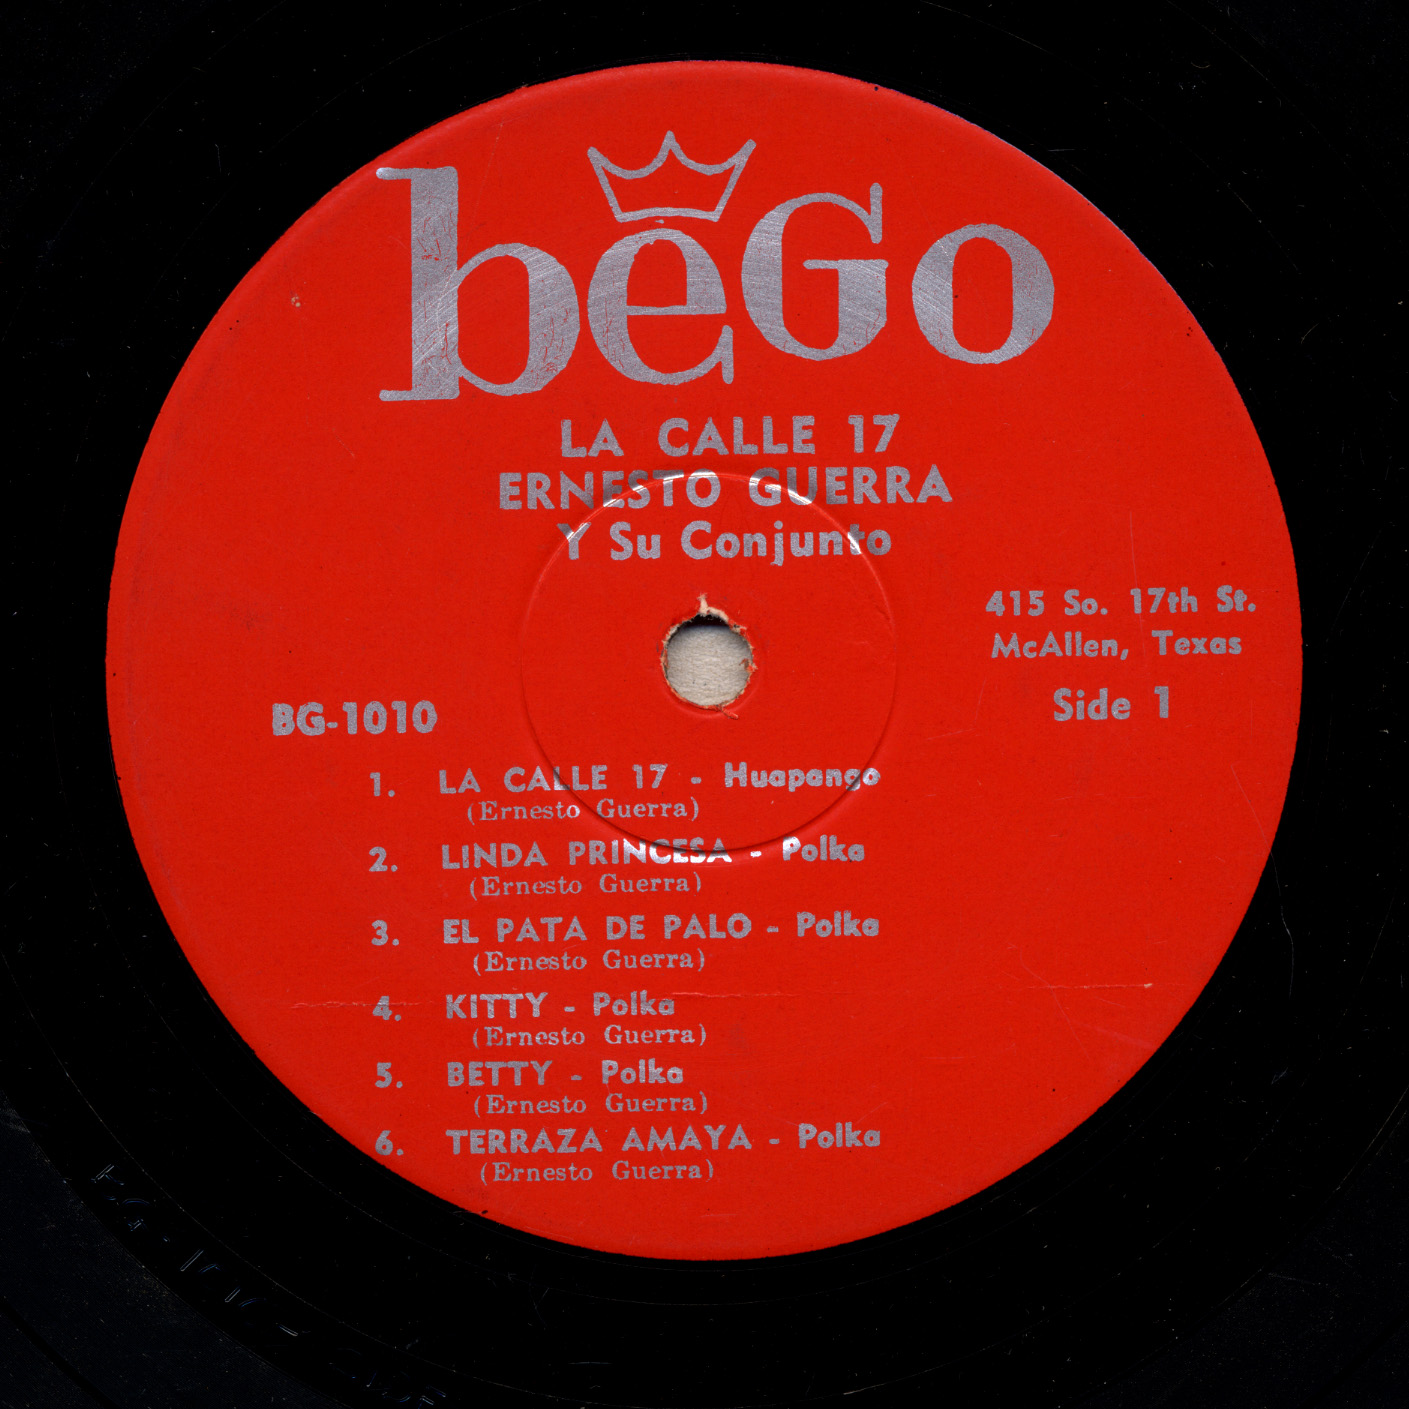 beGo
LA CALLE 17
ERNESTO GUERRA
Y Su Conjunto
415 So. 17th St.
McAllen, Texas
Side 1
BG-1010
1. LA CALLE 17 - Huapango
(Ernesto Guerra)
2. LINDA PRINCESA - Polka
(Ernesto Guerra)
3. EL PATA DE PALO - Polka
(Ernesto Guerra)
4. KITTY - Polka
(Ernesto Guerra)
5. BETTY - Polka
(Ernesto Guerra)
6. TERRAZA AMAYA - Polka
(Ernesto Guerra)